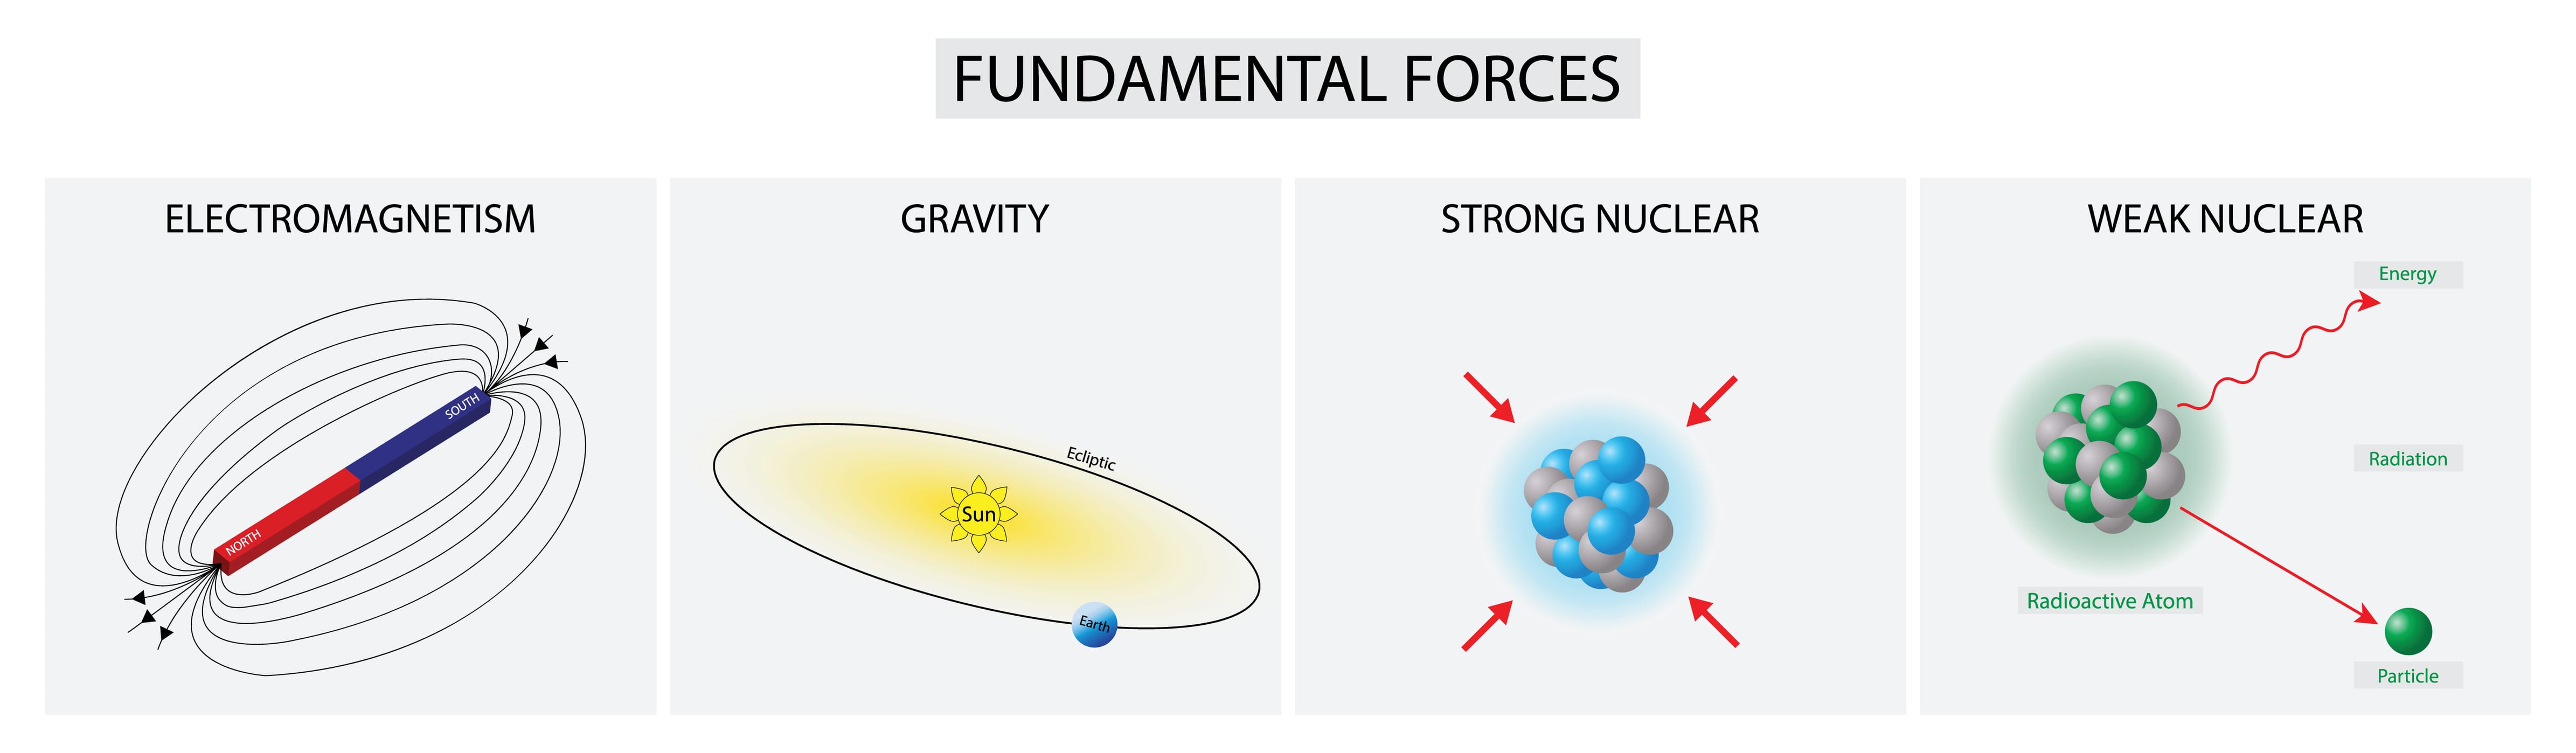 FUNDAMENTAL FORCES
ELECTROMAGNETISM
SOUTH
NORTH
GRAVITY
Ecliptic
Sun
Earth
STRONG NUCLEAR
WEAK NUCLEAR
Energy
Radiation
Radioactive Atom
Particle